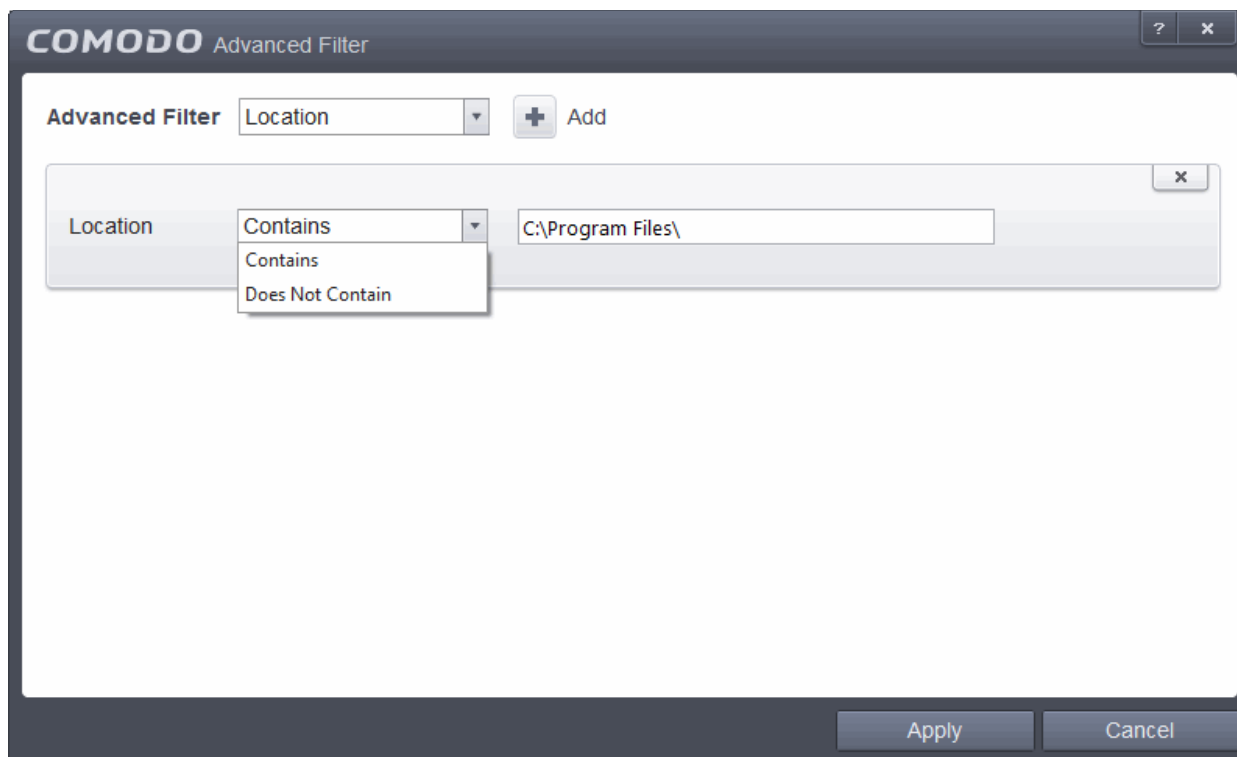 COMODO Advanced Filter ? x
Advanced Filter Location + Add
x
Location Contains C:\Program Files\
Contains
Does Not Contain
Apply Cancel